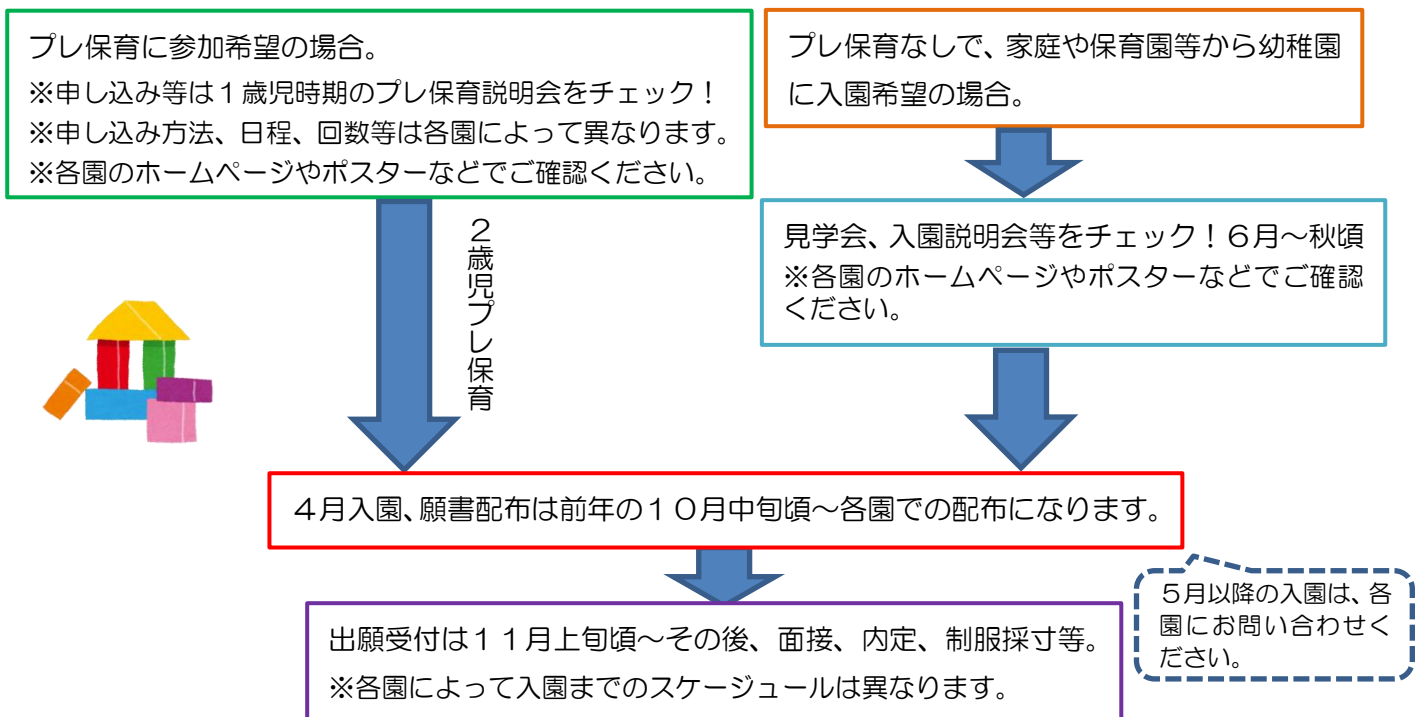 プレ保育に参加希望の場合。
※申し込み等は１歳児時期のプレ保育説明会をチェック！
※申し込み方法、日程、回数等は各園によって異なります。
※各園のホームページやポスターなどでご確認ください。
プレ保育なしで、家庭や保育園等から幼稚園
に入園希望の場合。
２歳児プレ保育
見学会、入園説明会等をチェック！６月～秋頃
※各園のホームページやポスターなどでご確認
ください。
４月入園、願書配布は前年の１０月中旬頃～各園での配布になります。
５月以降の入園は、各
園にお問い合わせく
ださい。
出願受付は１１月上旬頃～その後、面接、内定、制服採寸等。
※各園によって入園までのスケージュールは異なります。